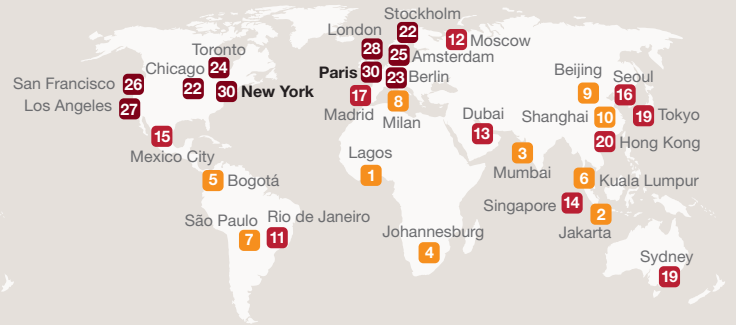 Stockholm
22
London
28
12 Moscow
25 Amsterdam
Toronto
24
Chicago
22
Paris 30
23 Berlin
San Francisco 26
30 New York
Los Angeles 27
17
Madrid
8
Milan
Beijing
9
Seoul
16
Shanghai 10
19 Tokyo
Dubai
13
20 Hong Kong
15
Mexico City
3
Mumbai
Lagos
1
5 Bogotá
6 Kuala Lumpur
Singapore 14
2
Jakarta
São Paulo
7
Rio de Janeiro
11
Johannesburg
4
Sydney
19